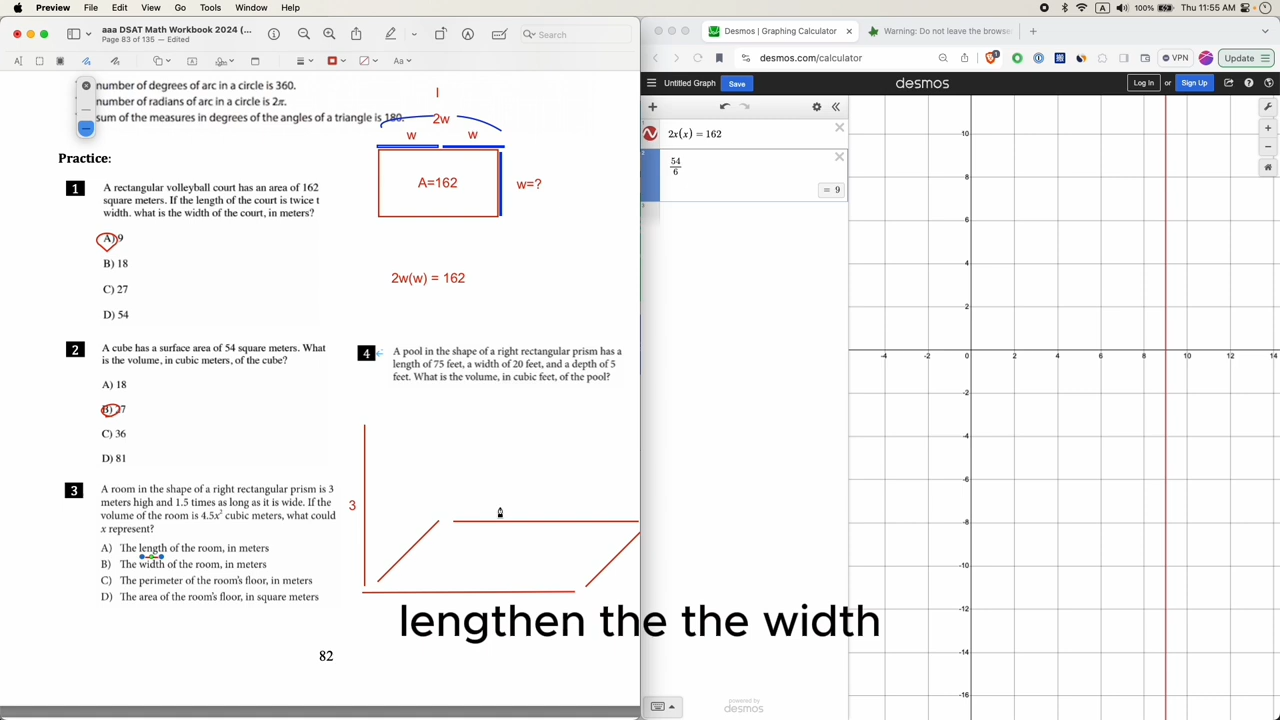 Preview File Edit View Go Tools Window Help
100% Thu 11:55 AM
aaa DSAT Math Workbook 2024 (...
Page 83 of 135 — Edited
Search
Desmos | Graphing Calculator
Warning: Do not leave the browse
desmos.com/calculator
VPN
Update
Untitled Graph
Save
desmos
Log In or Sign Up
number of degrees of arc in a circle is 360.
number of radians of arc in a circle is 2π.
sum of the measures in degrees of the angles of a triangle is 180.
l
2w
w w
A=162
w=?
2w(w) = 162
Practice:
1
A rectangular volleyball court has an area of 162
square meters. If the length of the court is twice t
width. what is the width of the court, in meters?
A) 9
B) 18
C) 27
D) 54
2
A cube has a surface area of 54 square meters. What
is the volume, in cubic meters, of the cube?
A) 18
B) 27
C) 36
D) 81
3
A room in the shape of a right rectangular prism is 3
meters high and 1.5 times as long as it is wide. If the
volume of the room is 4.5x² cubic meters, what could
x represent?
A) The length of the room, in meters
B) The width of the room, in meters
C) The perimeter of the room's floor, in meters
D) The area of the room's floor, in square meters
4
A pool in the shape of a right rectangular prism has a
length of 75 feet, a width of 20 feet, and a depth of 5
feet. What is the volume, in cubic feet, of the pool?
3
82
2x(x) = 162
54
6
= 9
10
8
6
4
2
-4 -2 0 2 4 6 8 10 12 14
-2
-4
-6
-8
-10
-12
-14
-16
powered by
desmos
lengthen the the width